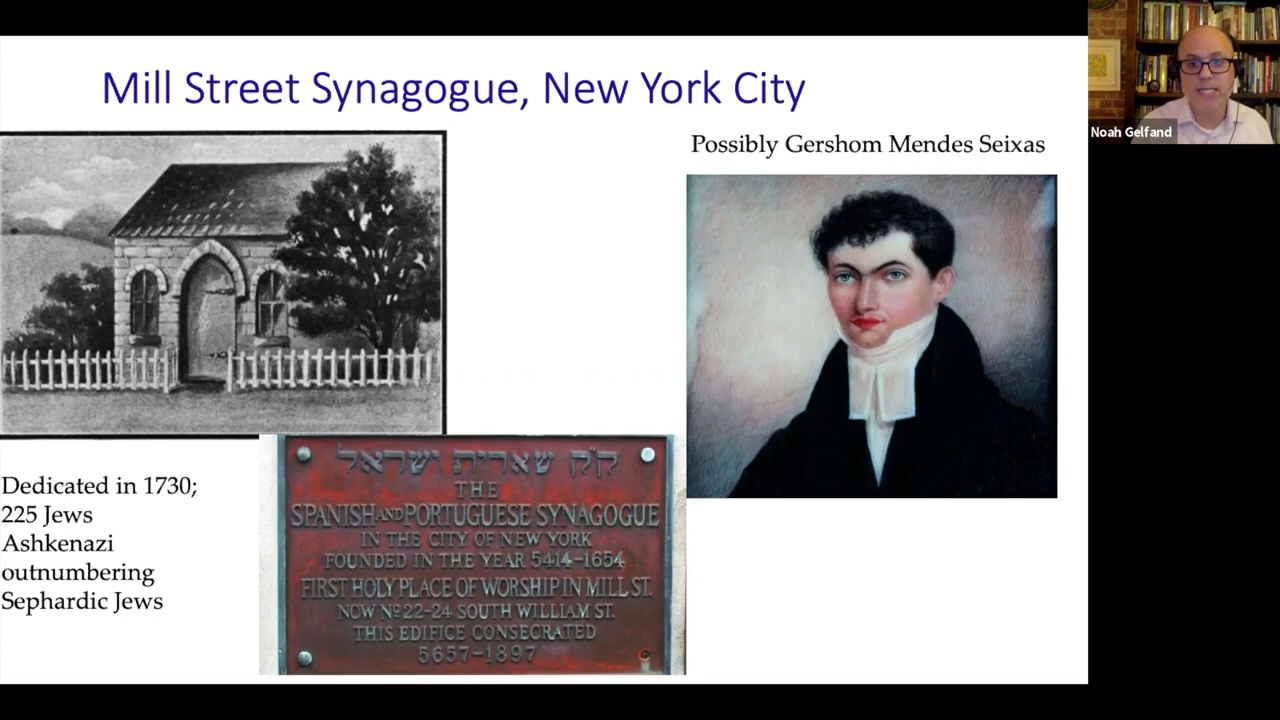 Mill Street Synagogue, New York City
Possibly Gershom Mendes Seixas
Noah Gelfand
Dedicated in 1730;
225 Jews
Ashkenazi
outnumbering
Sephardic Jews
ק״ק שארית ישראל
THE
SPANISH AND PORTUGUESE SYNAGOGUE
IN THE CITY OF NEW YORK
FOUNDED IN THE YEAR 5414-1654
FIRST HOLY PLACE OF WORSHIP IN MILL ST.
NOW Nº 22-24 SOUTH WILLIAM ST.
THIS EDIFICE CONSECRATED
5657-1897